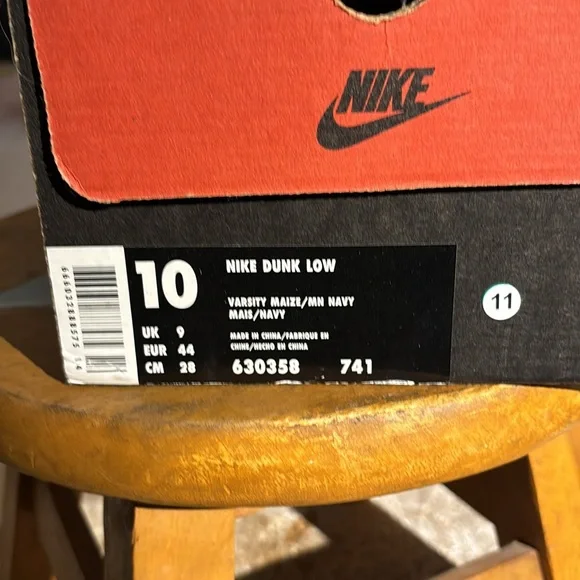 NIKE
10
NIKE DUNK LOW
VARSITY MAIZE/MN NAVY
MAIS/NAVY
UK 9
EUR 44
CM 28
MADE IN CHINA/FABRIQUE EN
CHINE/HECHO EN CHINA
630358 741
11